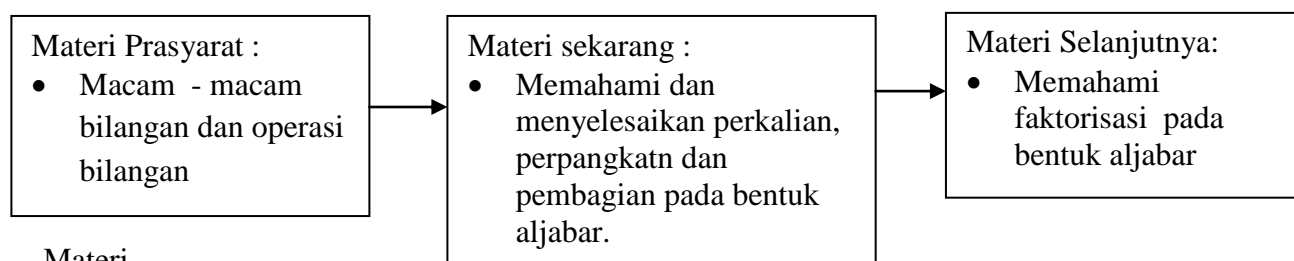 Materi Prasyarat :
• Macam - macam
bilangan dan operasi
bilangan
Materi sekarang :
• Memahami dan
menyelesaikan perkalian,
perpangkatn dan
pembagian pada bentuk
aljabar.
Materi Selanjutnya:
• Memahami
faktorisasi pada
bentuk aljabar
Materi